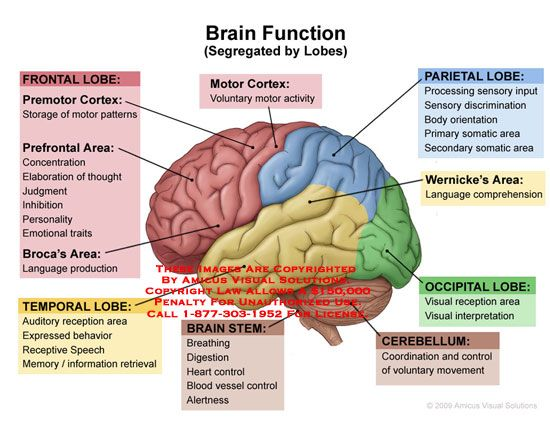 Brain Function
(Segregated by Lobes)
FRONTAL LOBE:
Premotor Cortex:
Storage of motor patterns
Prefrontal Area:
Concentration
Elaboration of thought
Judgment
Inhibition
Personality
Emotional traits
Broca's Area:
Language production
Motor Cortex:
Voluntary motor activity
PARIETAL LOBE:
Processing sensory input
Sensory discrimination
Body orientation
Primary somatic area
Secondary somatic area
Wernicke's Area:
Language comprehension
OCCIPITAL LOBE:
Visual reception area
Visual interpretation
These Images Are Copyrighted
By Amicus Visual Solutions.
Copyright Law Allows a $150,000
Penalty For Unauthorized Use.
Call 1-877-303-1952 For License.
TEMPORAL LOBE:
Auditory reception area
Expressed behavior
Receptive Speech
Memory / information retrieval
BRAIN STEM:
Breathing
Digestion
Heart control
Blood vessel control
Alertness
CEREBELLUM:
Coordination and control
of voluntary movement
© 2009 Amicus Visual Solutions